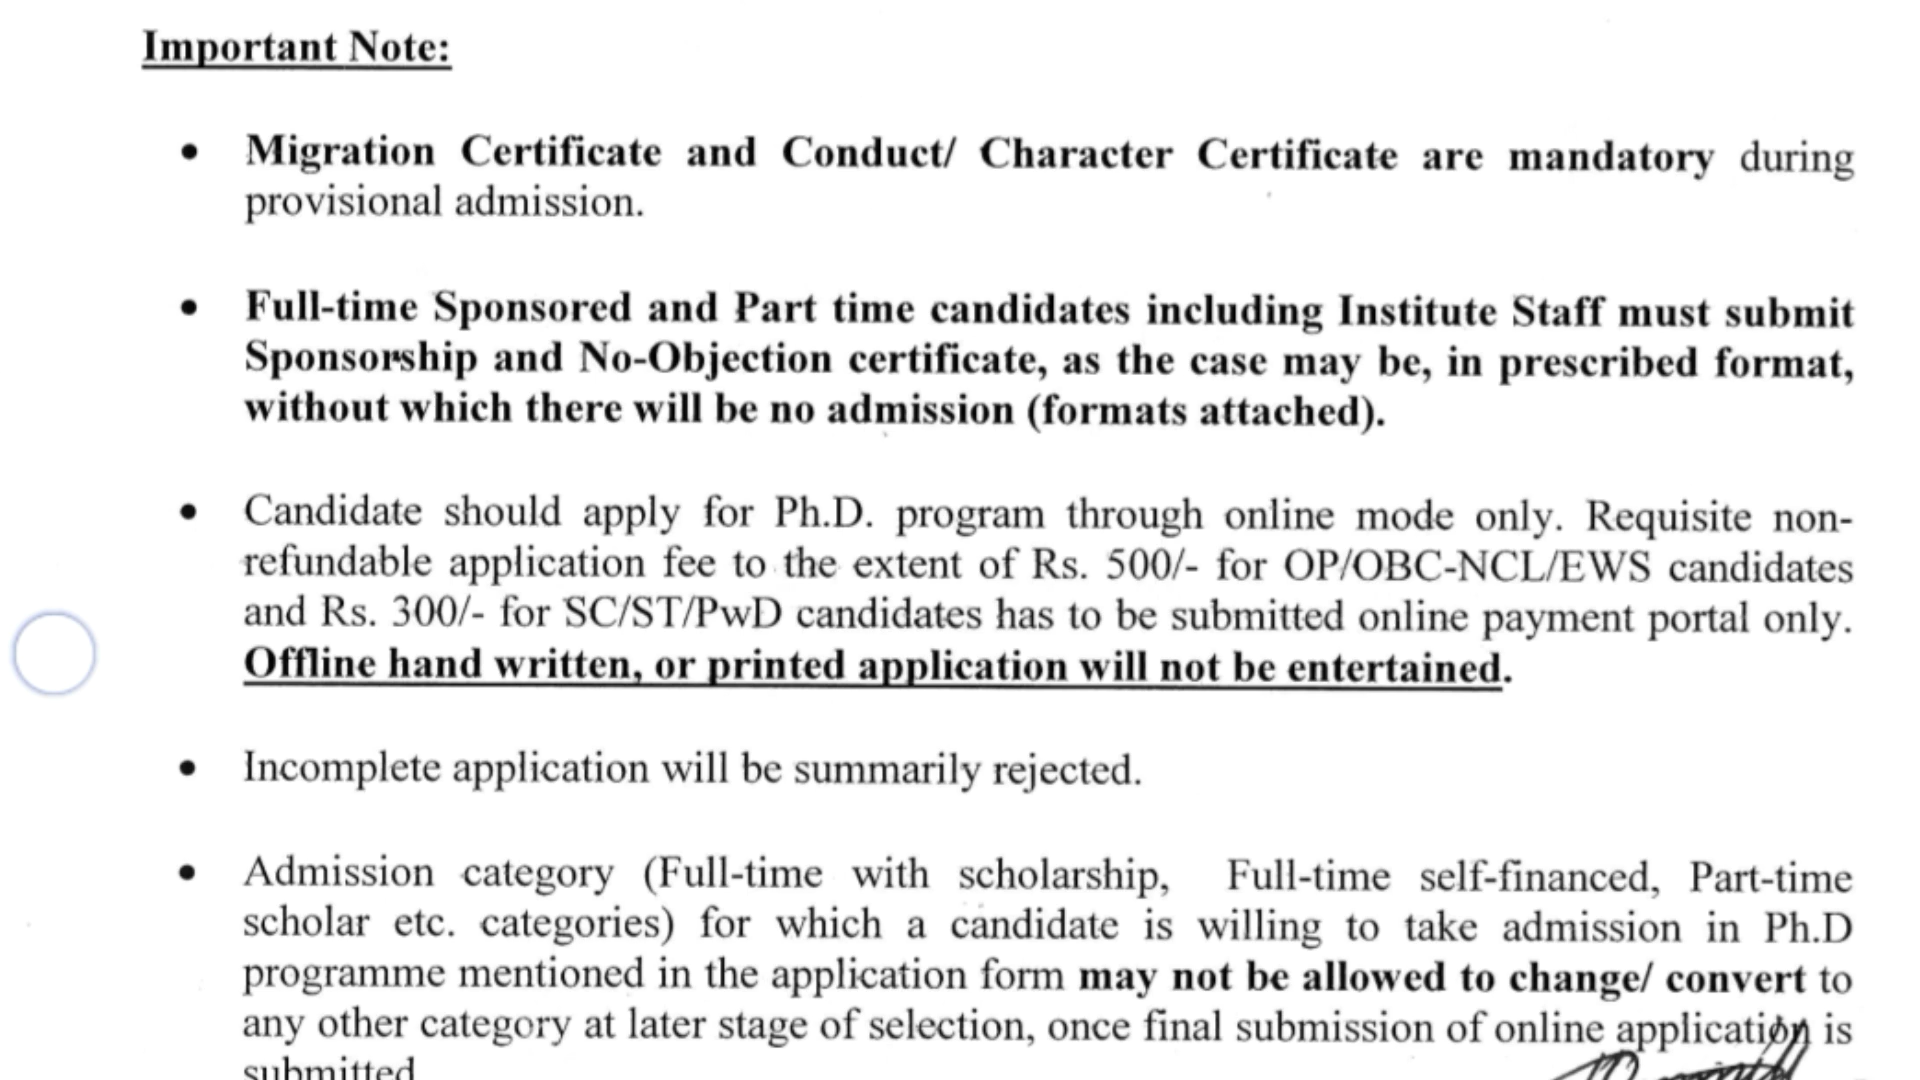 Important Note:
• Migration Certificate and Conduct/ Character Certificate are mandatory during
provisional admission.
• Full-time Sponsored and Part time candidates including Institute Staff must submit
Sponsorship and No-Objection certificate, as the case may be, in prescribed format,
without which there will be no admission (formats attached).
• Candidate should apply for Ph.D. program through online mode only. Requisite non-
refundable application fee to the extent of Rs. 500/- for OP/OBC-NCL/EWS candidates
and Rs. 300/- for SC/ST/PwD candidates has to be submitted online payment portal only.
Offline hand written, or printed application will not be entertained.
• Incomplete application will be summarily rejected.
• Admission category (Full-time with scholarship, Full-time self-financed, Part-time
scholar etc. categories) for which a candidate is willing to take admission in Ph.D
programme mentioned in the application form may not be allowed to change/ convert to
any other category at later stage of selection, once final submission of online application is
submitted